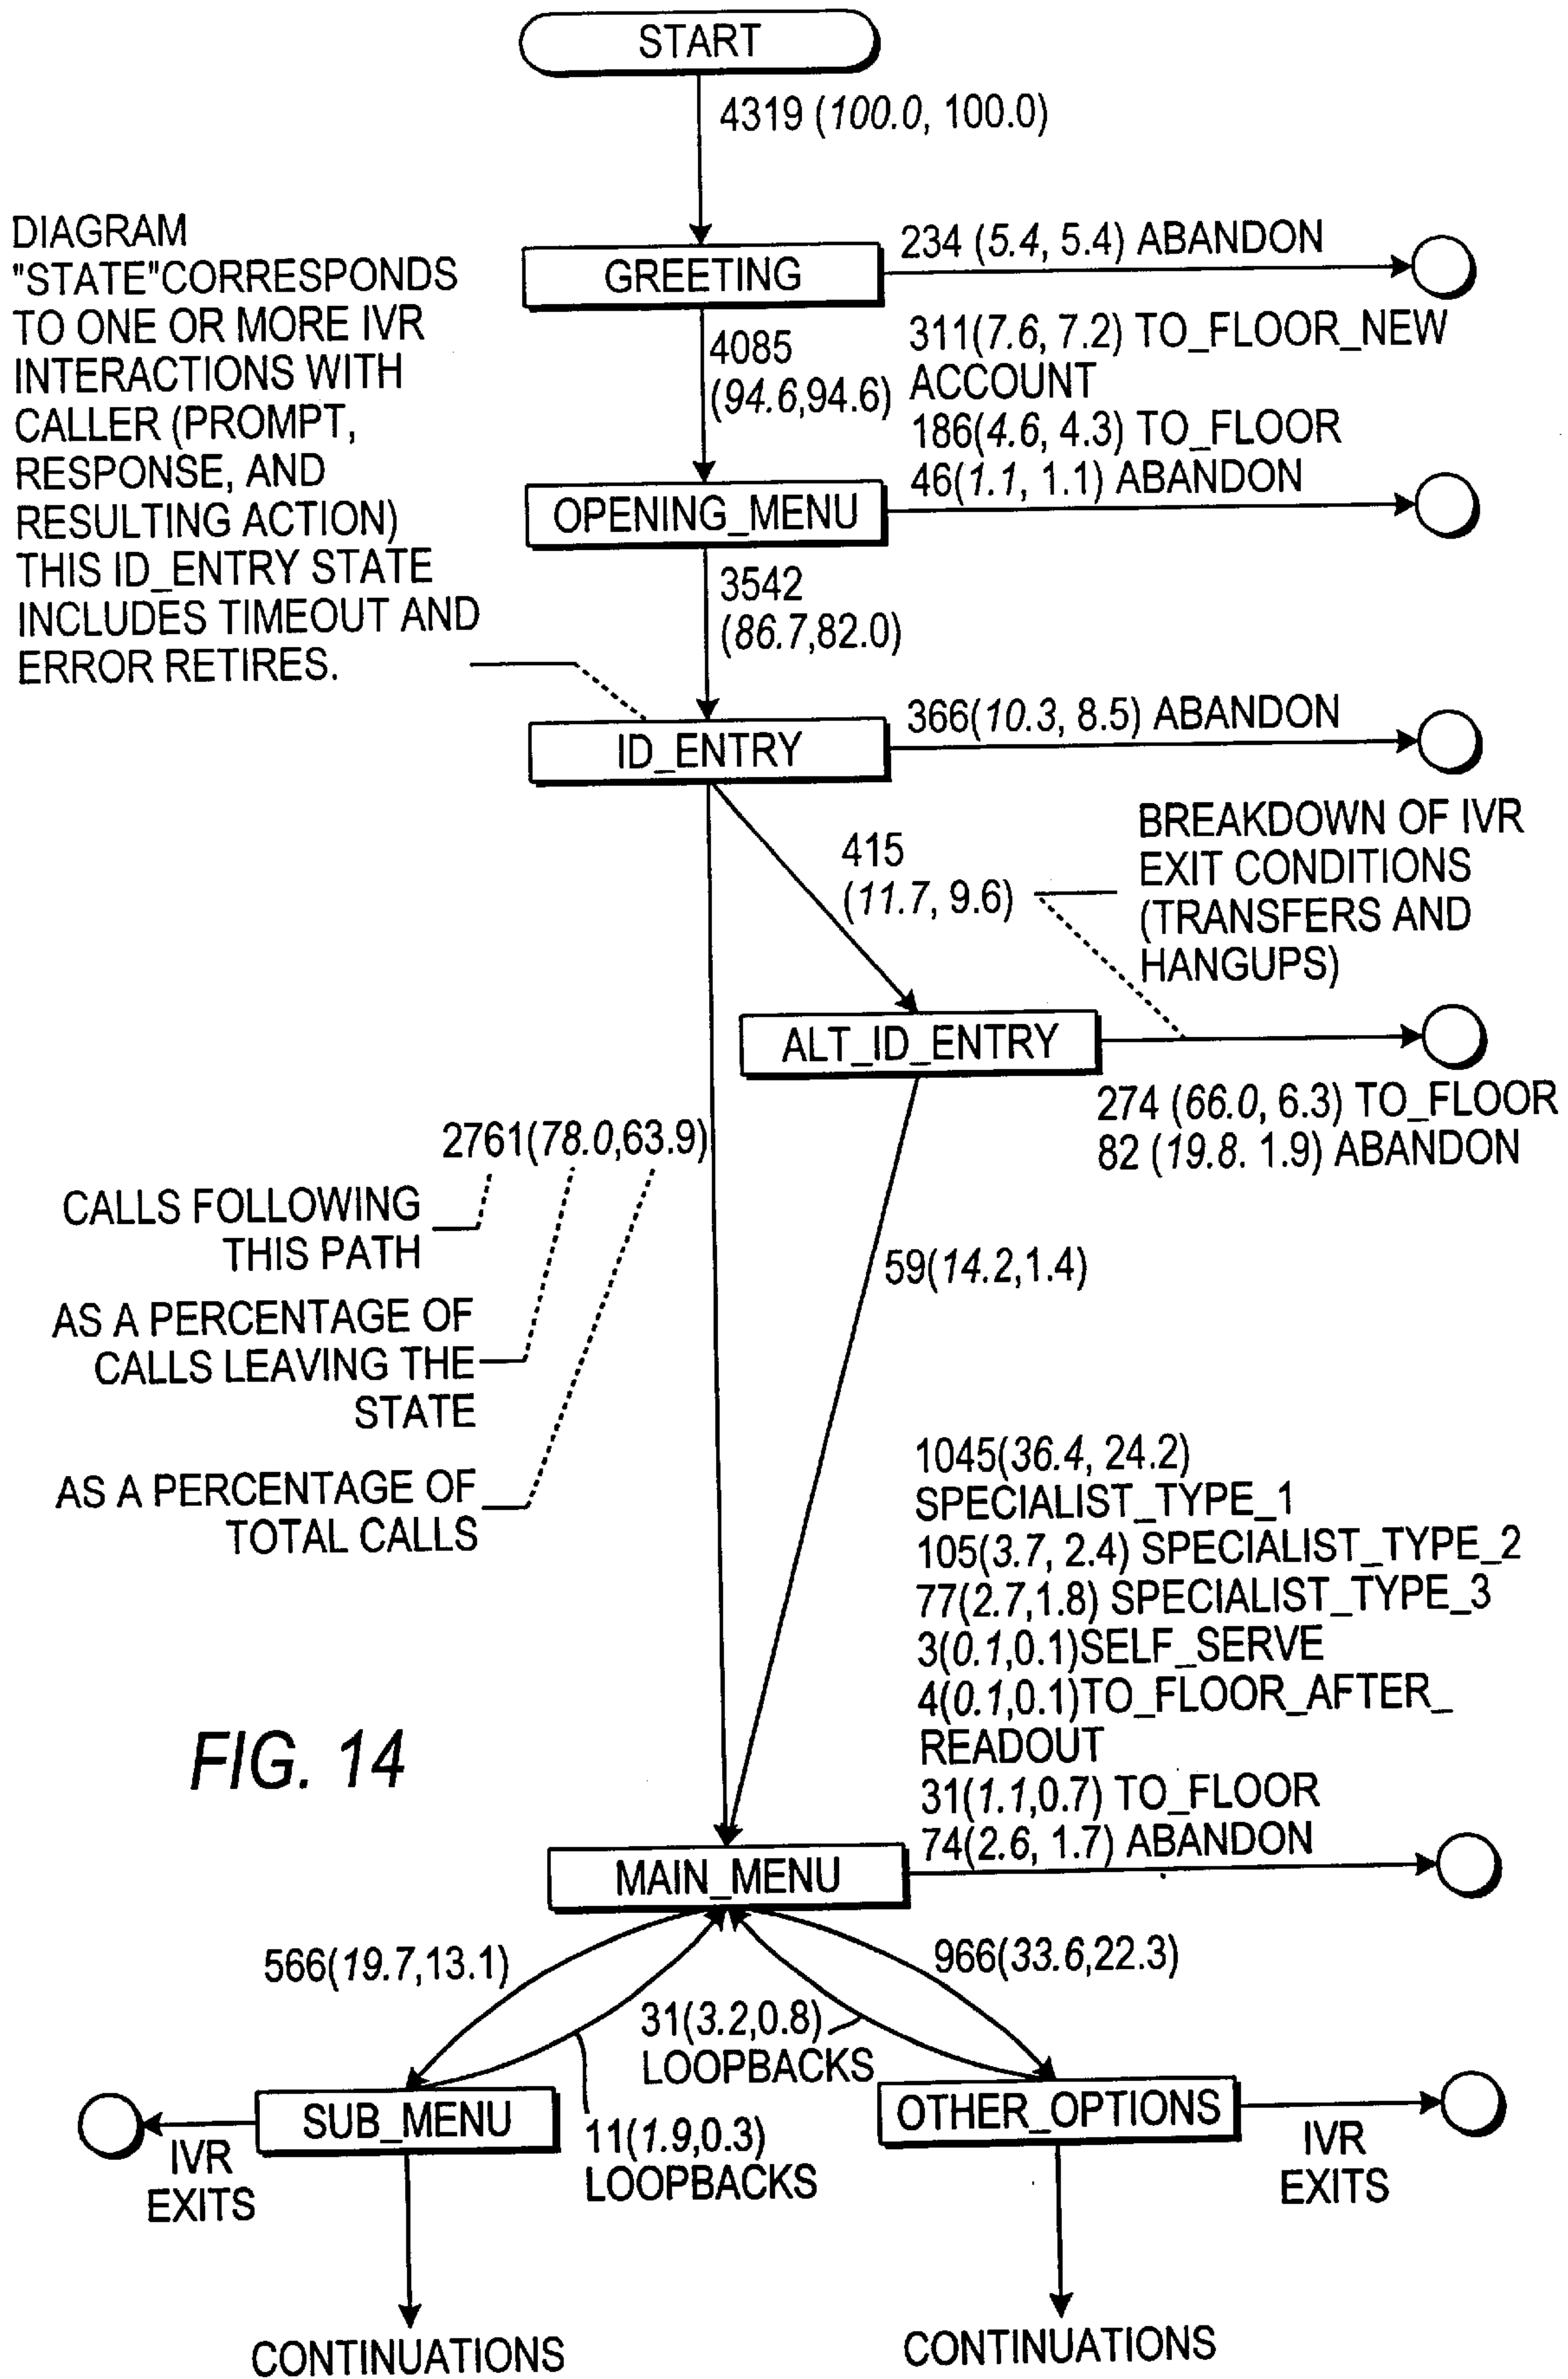 START
4319 (100.0, 100.0)
DIAGRAM
"STATE"CORRESPONDS
TO ONE OR MORE IVR
INTERACTIONS WITH
CALLER (PROMPT,
RESPONSE, AND
RESULTING ACTION)
THIS ID_ENTRY STATE
INCLUDES TIMEOUT AND
ERROR RETIRES.
GREETING
234 (5.4, 5.4) ABANDON
4085
(94.6,94.6)
311(7.6, 7.2) TO_FLOOR_NEW
ACCOUNT
186(4.6, 4.3) TO_FLOOR
46(1.1, 1.1) ABANDON
OPENING_MENU
3542
(86.7,82.0)
ID_ENTRY
366(10.3, 8.5) ABANDON
415
(11.7, 9.6)
BREAKDOWN OF IVR
EXIT CONDITIONS
(TRANSFERS AND
HANGUPS)
ALT_ID_ENTRY
274 (66.0, 6.3) TO_FLOOR
82 (19.8. 1.9) ABANDON
2761(78.0,63.9)
CALLS FOLLOWING
THIS PATH
AS A PERCENTAGE OF
CALLS LEAVING THE
STATE
AS A PERCENTAGE OF
TOTAL CALLS
59(14.2,1.4)
1045(36.4, 24.2)
SPECIALIST_TYPE_1
105(3.7, 2.4) SPECIALIST_TYPE_2
77(2.7,1.8) SPECIALIST_TYPE_3
3(0.1,0.1)SELF_SERVE
4(0.1,0.1)TO_FLOOR_AFTER_
READOUT
31(1.1,0.7) TO_FLOOR
74(2.6, 1.7) ABANDON
FIG. 14
MAIN_MENU
566(19.7,13.1)
966(33.6,22.3)
31(3.2,0.8)
LOOPBACKS
SUB_MENU
11(1.9,0.3)
LOOPBACKS
OTHER_OPTIONS
IVR
EXITS
IVR
EXITS
CONTINUATIONS
CONTINUATIONS